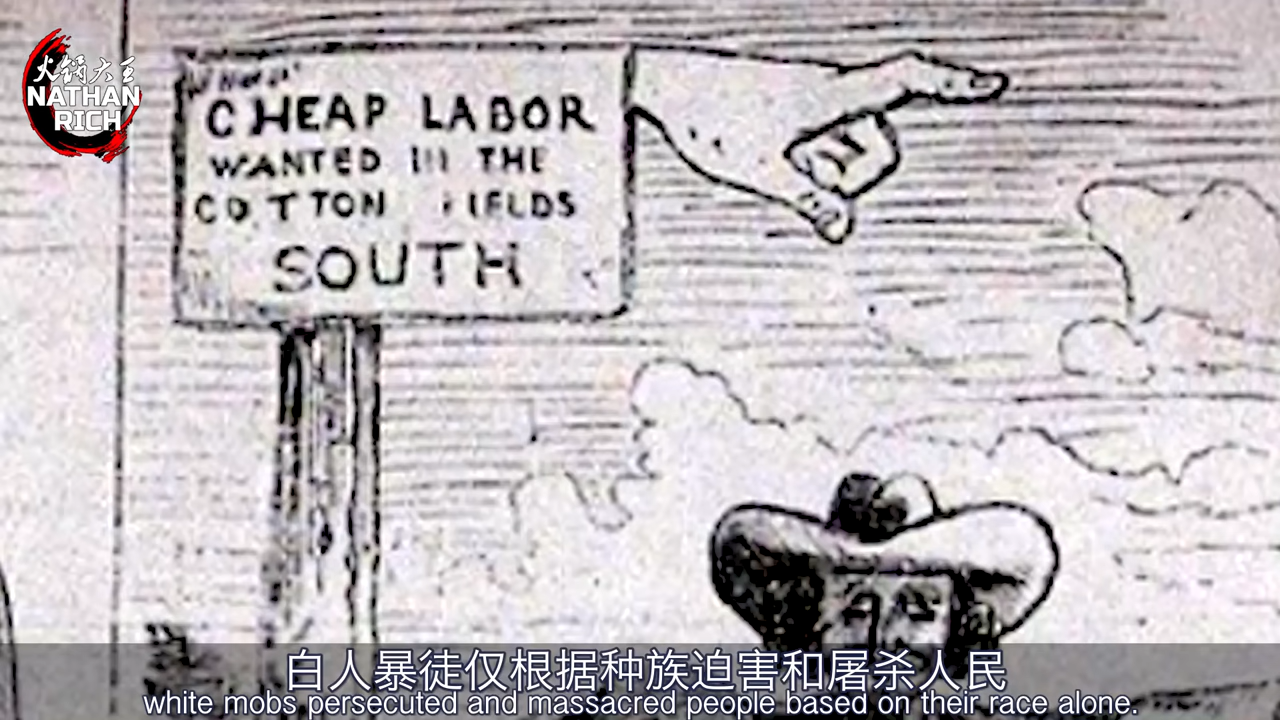 火锅大王
NATHAN
RICH
CHEAP LABOR
WANTED IN THE
COTTON FIELDS
SOUTH
白人暴徒仅根据种族迫害和屠杀人民
white mobs persecuted and massacred people based on their race alone.